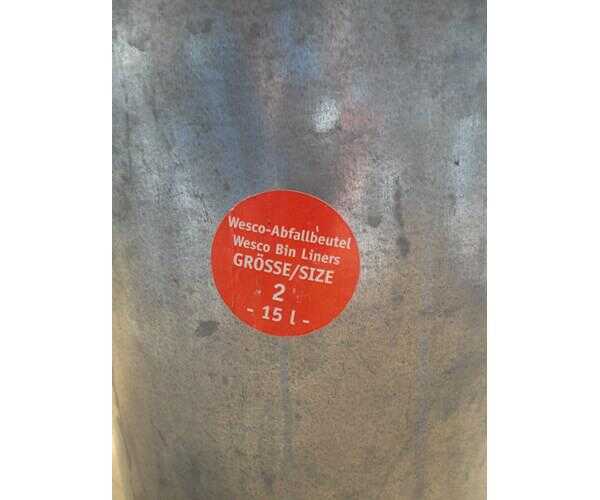 Wesco-Abfallbeutel
Wesco Bin Liners
GRÖSSE/SIZE
2
- 15 l -